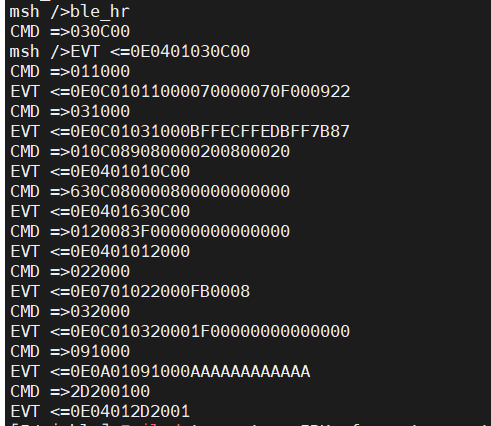 msh />ble_hr
CMD =>030C00
msh />EVT <=0E0401030C00
CMD =>011000
EVT <=0E0C01011000070000070F000922
CMD =>031000
EVT <=0E0C01031000BFFECFFEDBFF7B87
CMD =>010C089080000200800020
EVT <=0E0401010C00
CMD =>630C080000800000000000
EVT <=0E0401630C00
CMD =>0120083F00000000000000
EVT <=0E0401012000
CMD =>022000
EVT <=0E0701022000FB0008
CMD =>032000
EVT <=0E0C010320001F00000000000000
CMD =>091000
EVT <=0E0A01091000AAAAAAAAAAAA
CMD =>2D200100
EVT <=0E04012D2001